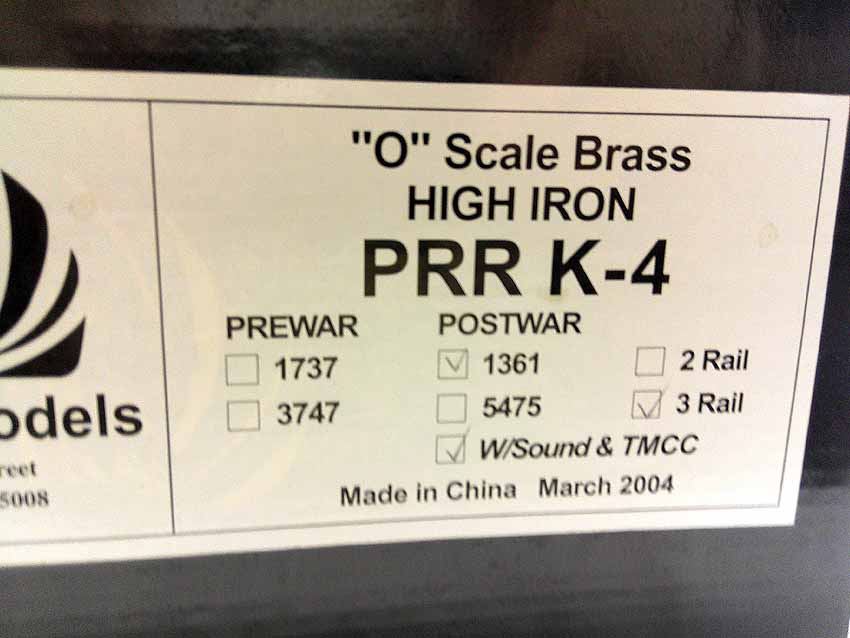 "O" Scale Brass
HIGH IRON
PRR K-4
PREWAR POSTWAR
1737 1361 2 Rail
3747 5475 3 Rail
W/Sound & TMCC
Made in China March 2004
odels
reet
5008